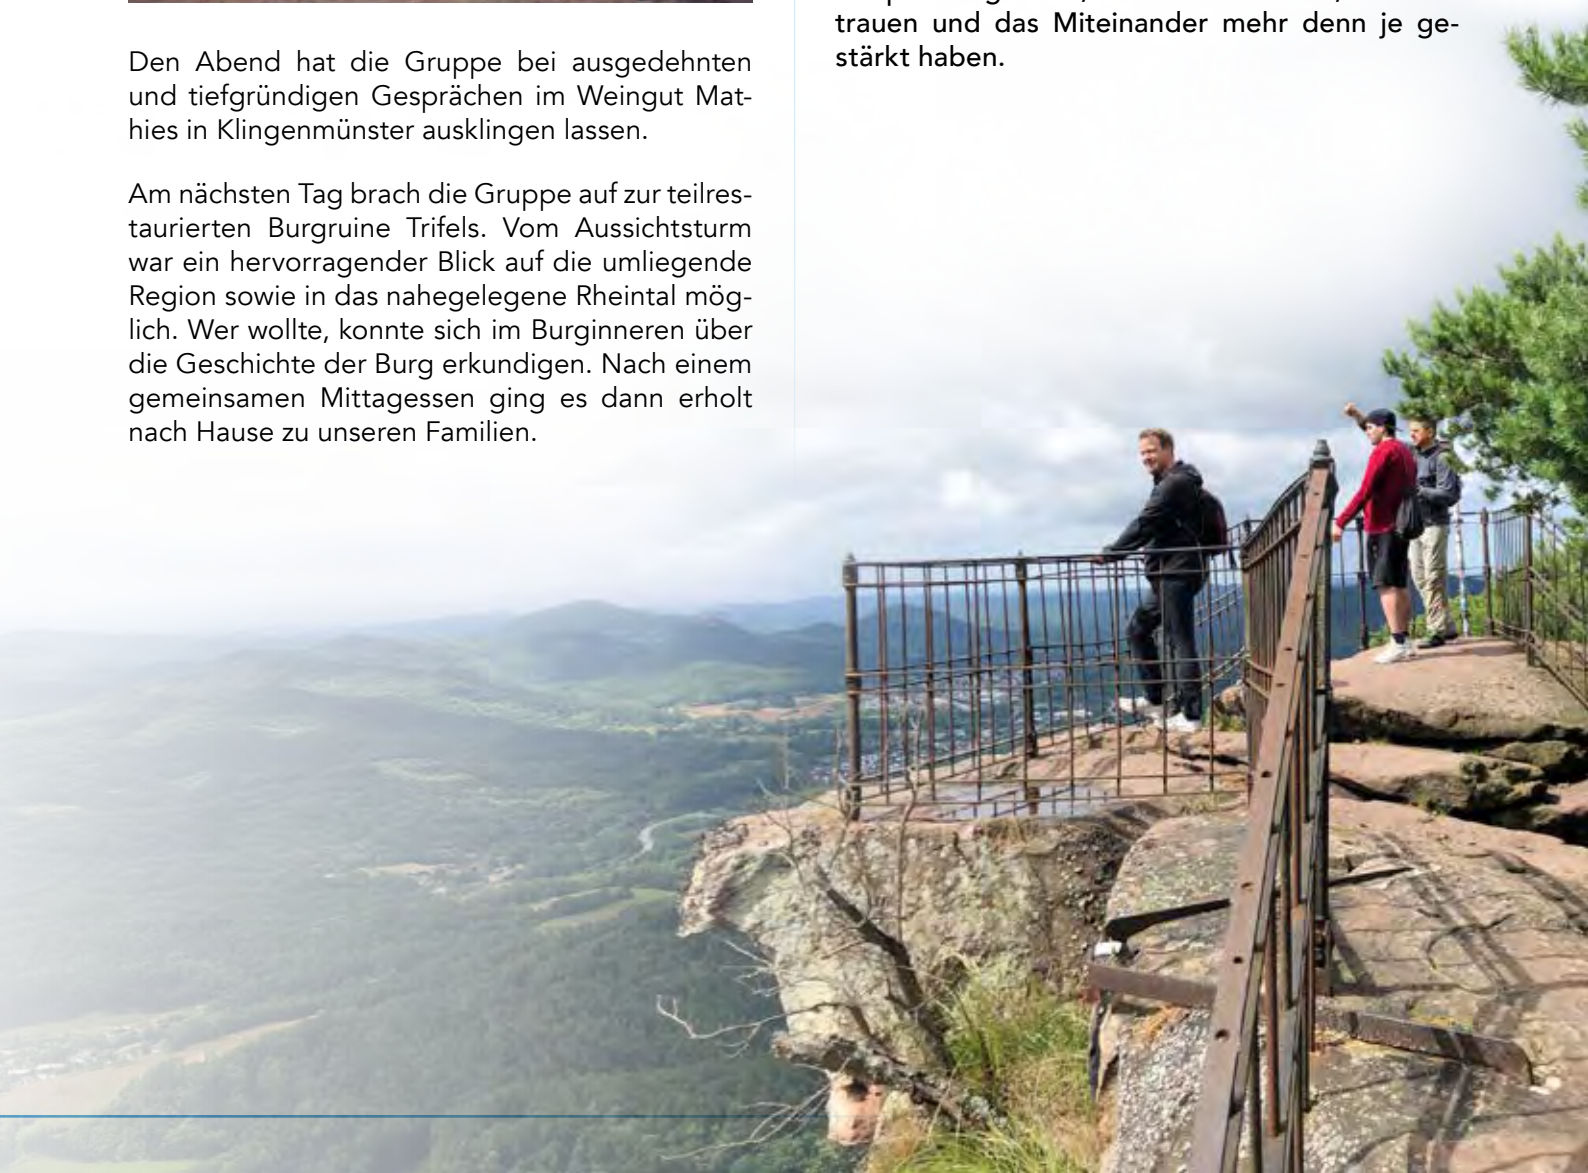 Den Abend hat die Gruppe bei ausgedehnten
und tiefgründigen Gesprächen im Weingut Mat-
hies in Klingenmünster ausklingen lassen.
Am nächsten Tag brach die Gruppe auf zur teilres-
taurierten Burgruine Trifels. Vom Aussichtsturm
war ein hervorragender Blick auf die umliegende
Region sowie in das nahegelegene Rheintal mög-
lich. Wer wollte, konnte sich im Burginneren über
die Geschichte der Burg erkundigen. Nach einem
gemeinsamen Mittagessen ging es dann erholt
nach Hause zu unseren Familien.
trauen und das Miteinander mehr denn je ge-
stärkt haben.